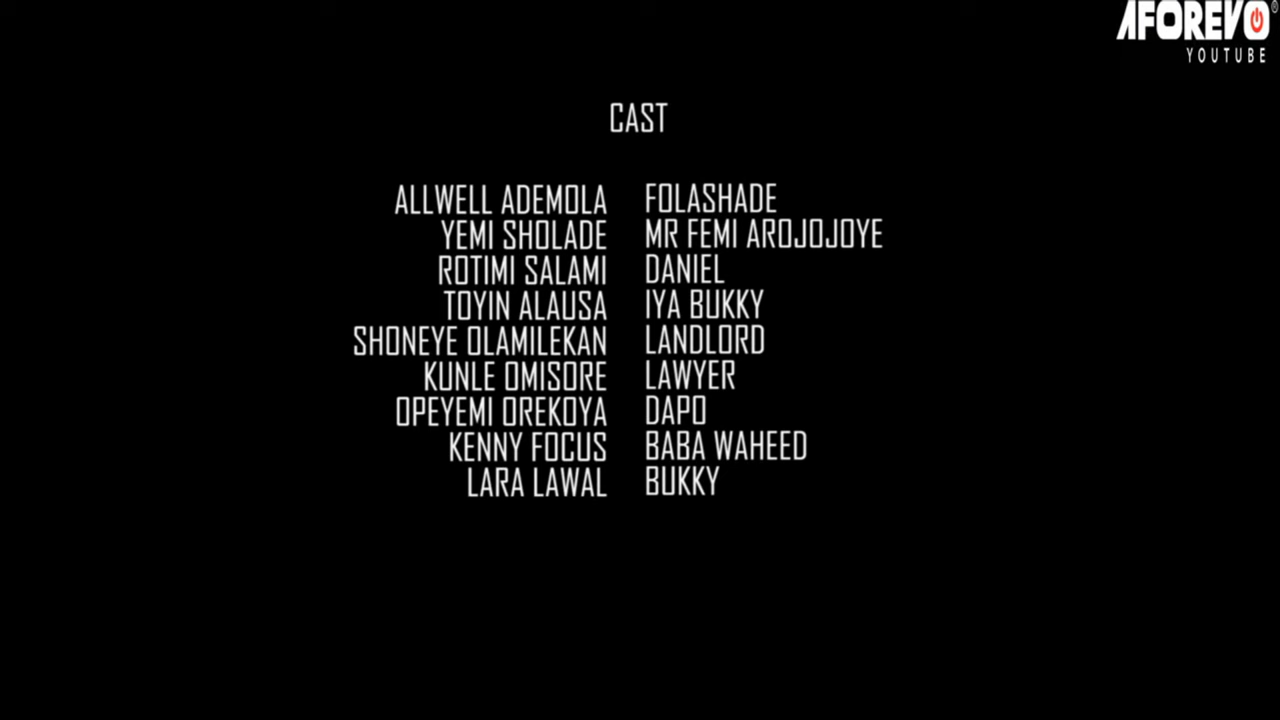 AFOREVO
YOUTUBE
CAST
ALLWELL ADEMOLA FOLASHADE
YEMI SHOLADE MR FEMI AROJOJOYE
ROTIMI SALAMI DANIEL
TOYIN ALAUSA IYA BUKKY
SHONEYE OLAMILEKAN LANDLORD
KUNLE OMISORE LAWYER
OPEYEMI OREKOYA DAPO
KENNY FOCUS BABA WAHEED
LARA LAWAL BUKKY